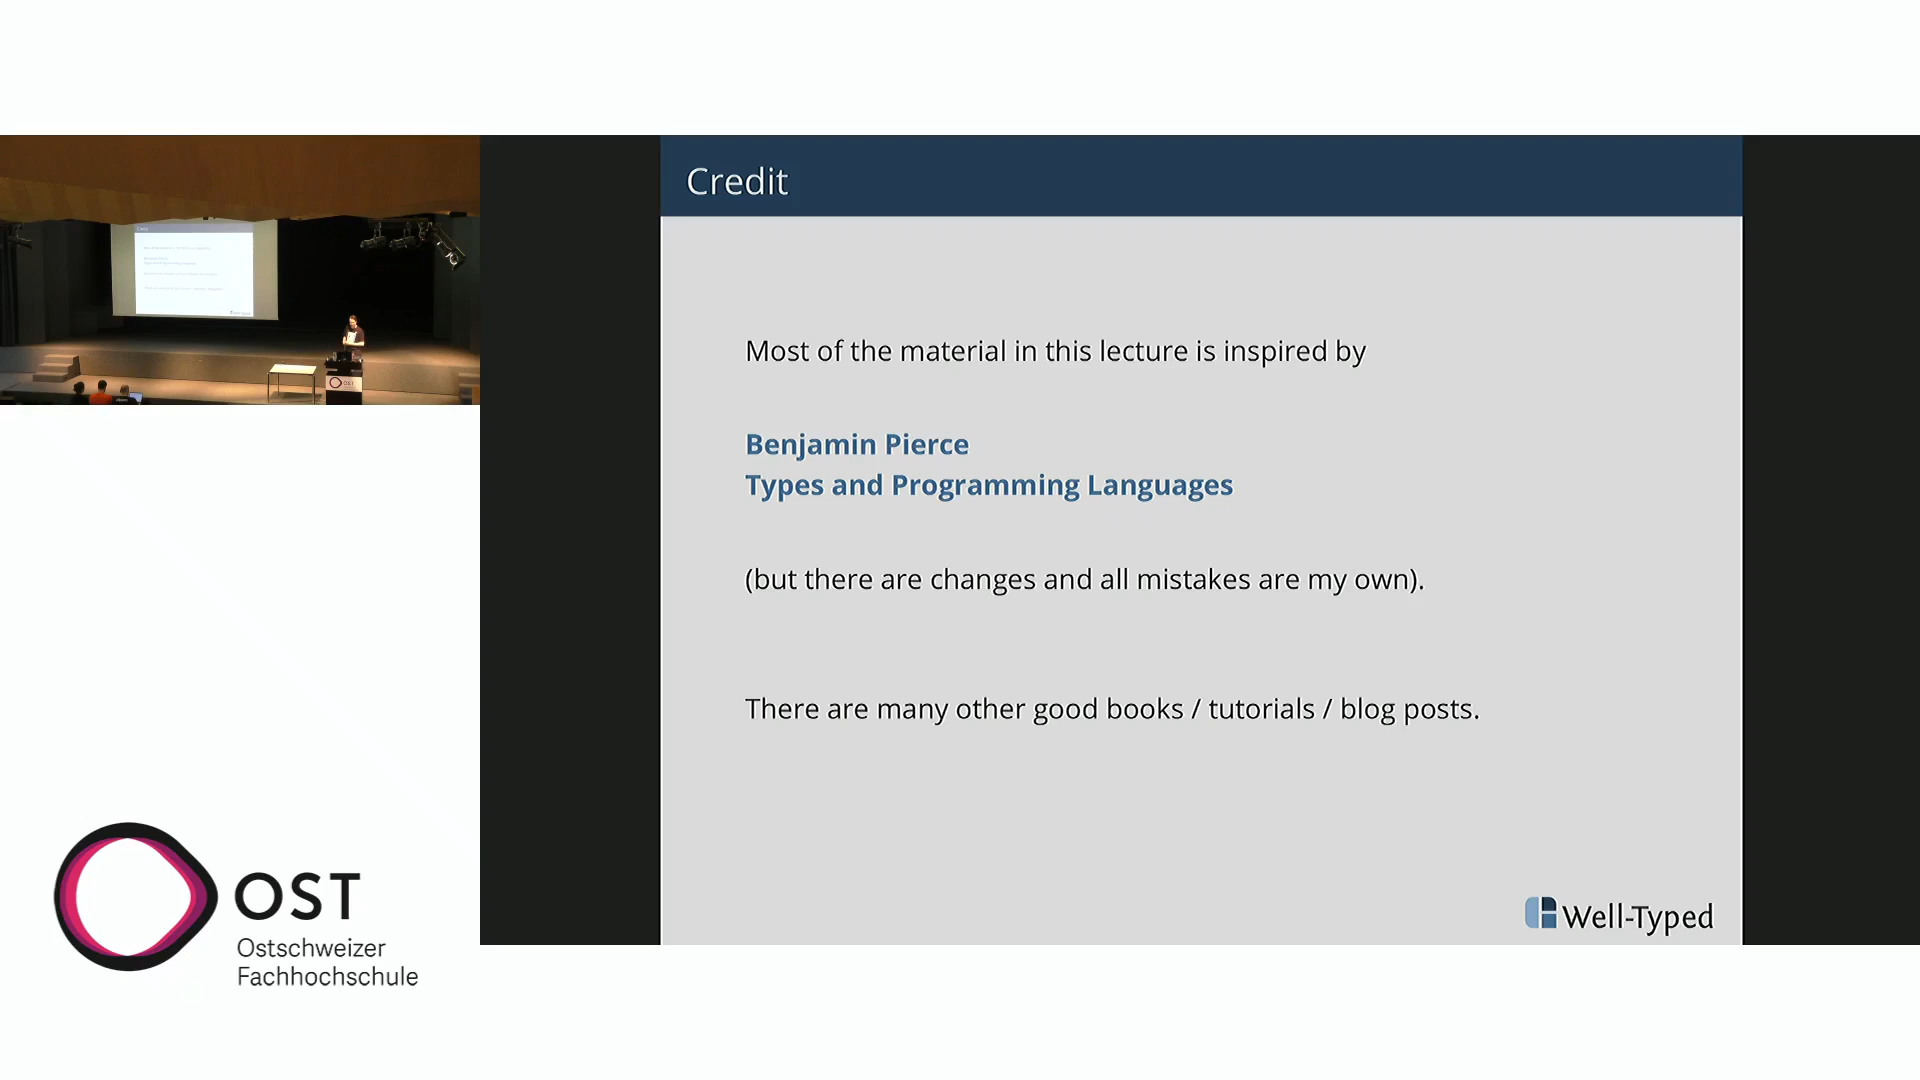 Credit
Most of the material in this lecture is inspired by
Benjamin Pierce
Types and Programming Languages
(but there are changes and all mistakes are my own).
There are many other good books / tutorials / blog posts.
Well-Typed
OST
OST
Ostschweizer
Fachhochschule